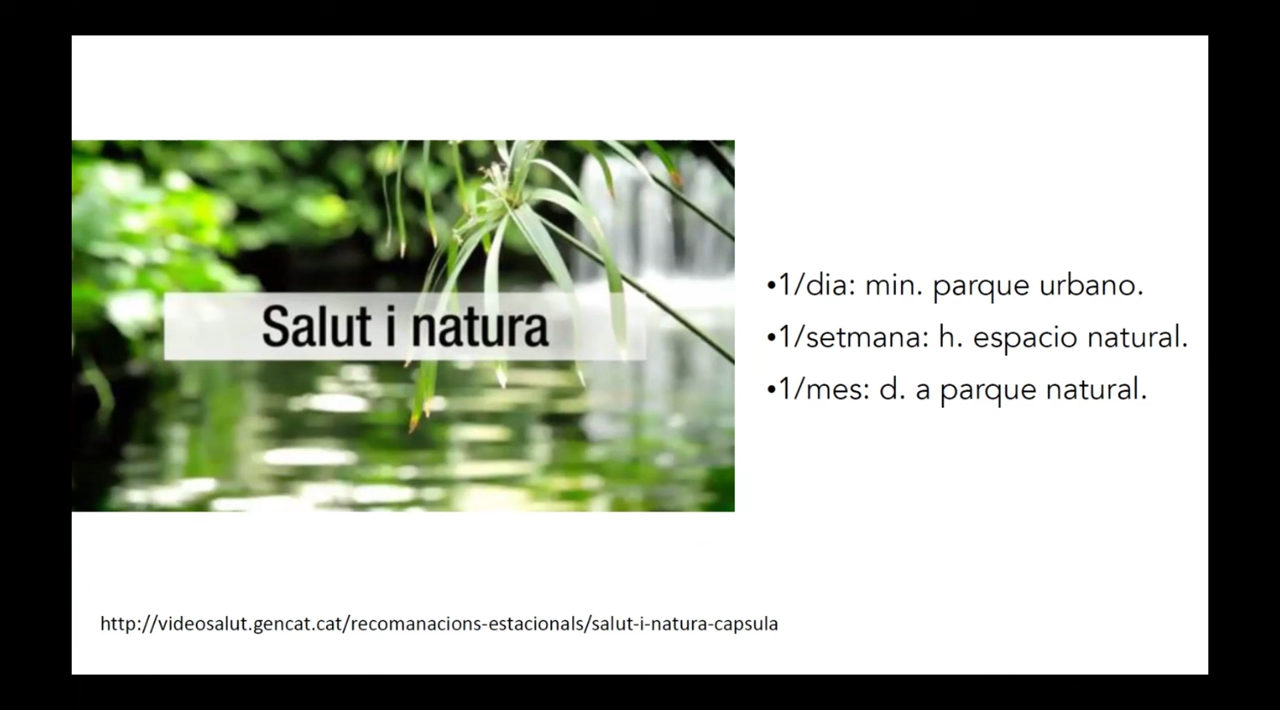 Salut i natura
•1/dia: min. parque urbano.
•1/setmana: h. espacio natural.
•1/mes: d. a parque natural.
http://videosalut.gencat.cat/recomanacions-estacionals/salut-i-natura-capsula